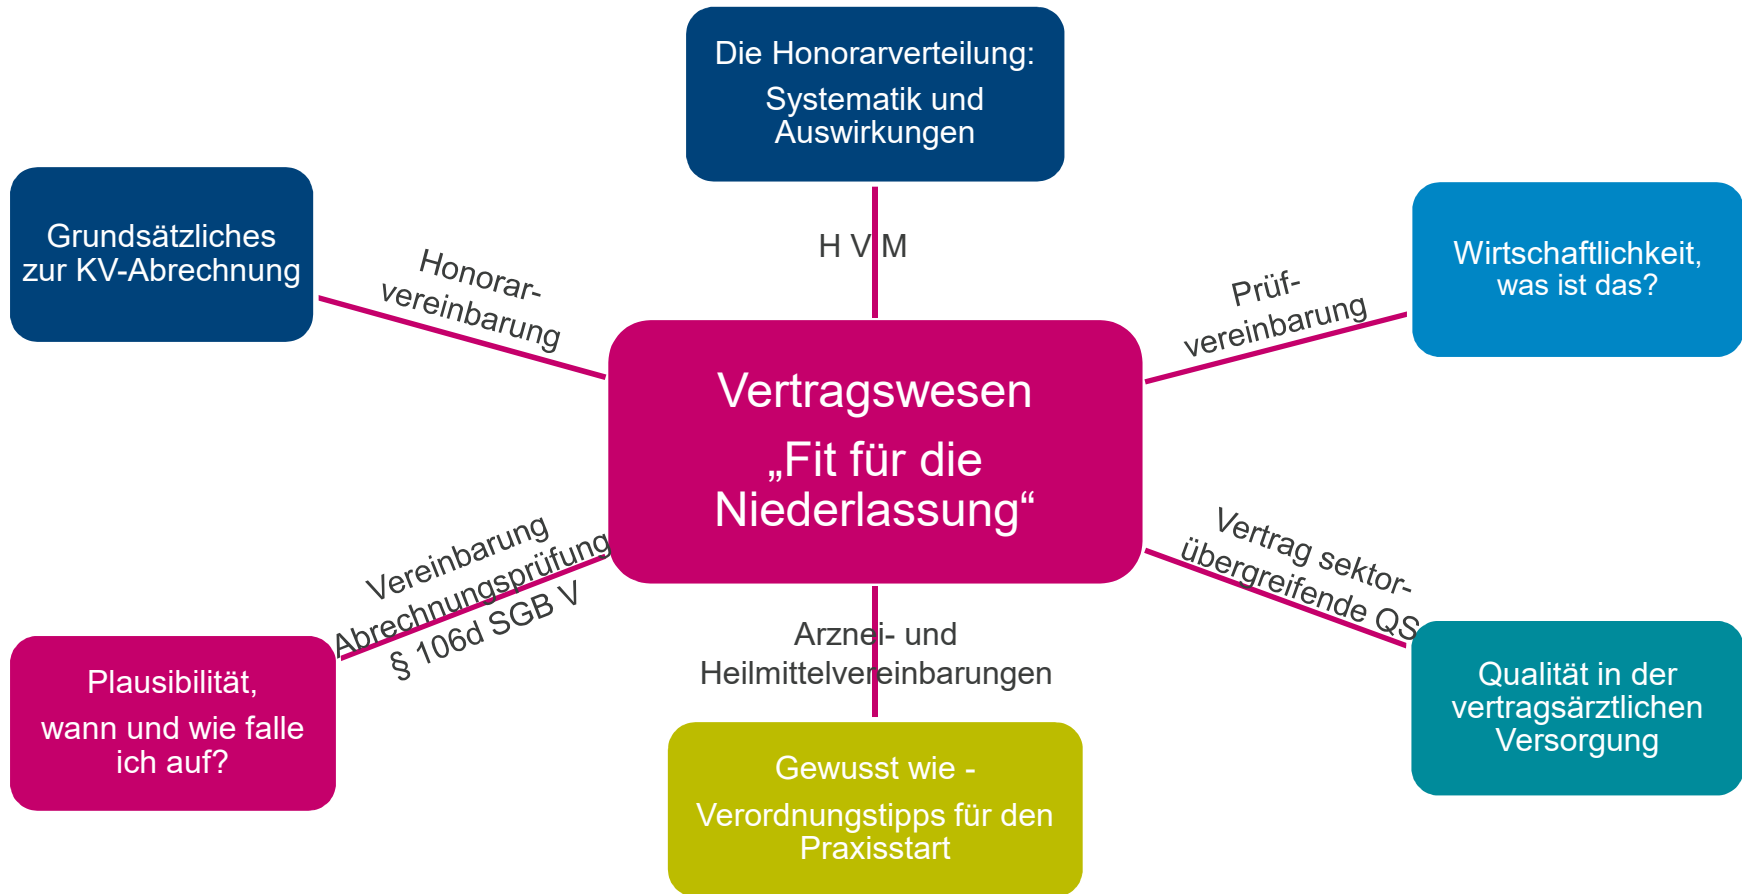 Die Honorarverteilung:
Systematik und
Auswirkungen
Grundsätzliches
zur KV-Abrechnung
Honorar-
vereinbarung
H V M
Prüf-
vereinbarung
Wirtschaftlichkeit,
was ist das?
Vertragswesen
„Fit für die
Niederlassung“
Vereinbarung
Abrechnungsprüfung
§ 106d SGB V
Arznei- und
Heilmittelvereinbarungen
Vertrag sektor-
übergreifende QS
Plausibilität,
wann und wie falle
ich auf?
Gewusst wie -
Verordnungstipps für den
Praxisstart
Qualität in der
vertragsärztlichen
Versorgung